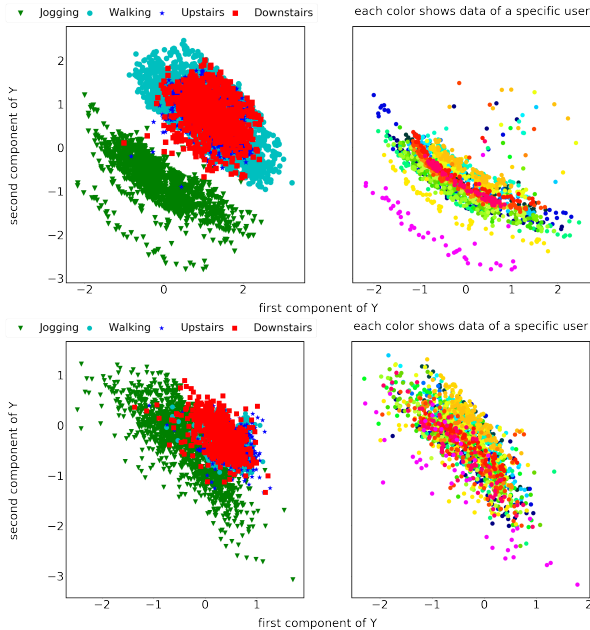 Jogging Walking Upstairs Downstairs
each color shows data of a specific user
second component of Y
2
1
0
−1
−2
−3
−2 0 2
−2 −1 0 1 2
first component of Y
Jogging Walking Upstairs Downstairs
each color shows data of a specific user
second component of Y
1
0
−1
−2
−3
−2 −1 0 1
−2 −1 0 1 2
first component of Y